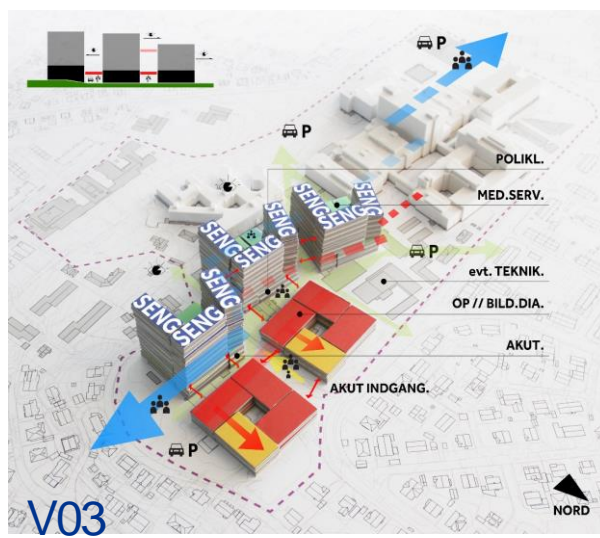 P
P
POLIKL.
MED.SERV.
SENG
SENG
SENG
SENG
SENG
SENG
P
evt. TEKNIK.
SENG
OP // BILD.DIA.
SENG
SENG
AKUT.
AKUT INDGANG.
P
NORD
V03